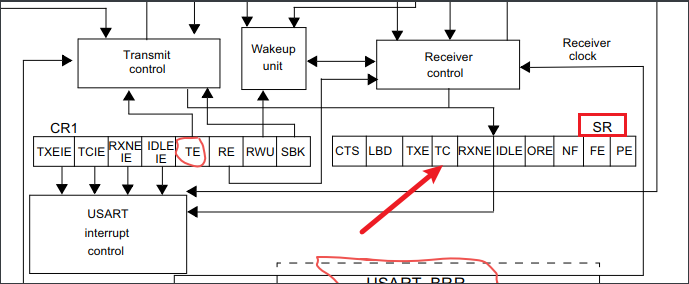 Transmit
control
Wakeup
unit
Receiver
control
Receiver
clock
CR1
SR
TXEIE TCIE RXNE IE IDLE IE TE RE RWU SBK
CTS LBD TXE TC RXNE IDLE ORE NF FE PE
USART
interrupt
control
USART_BRR